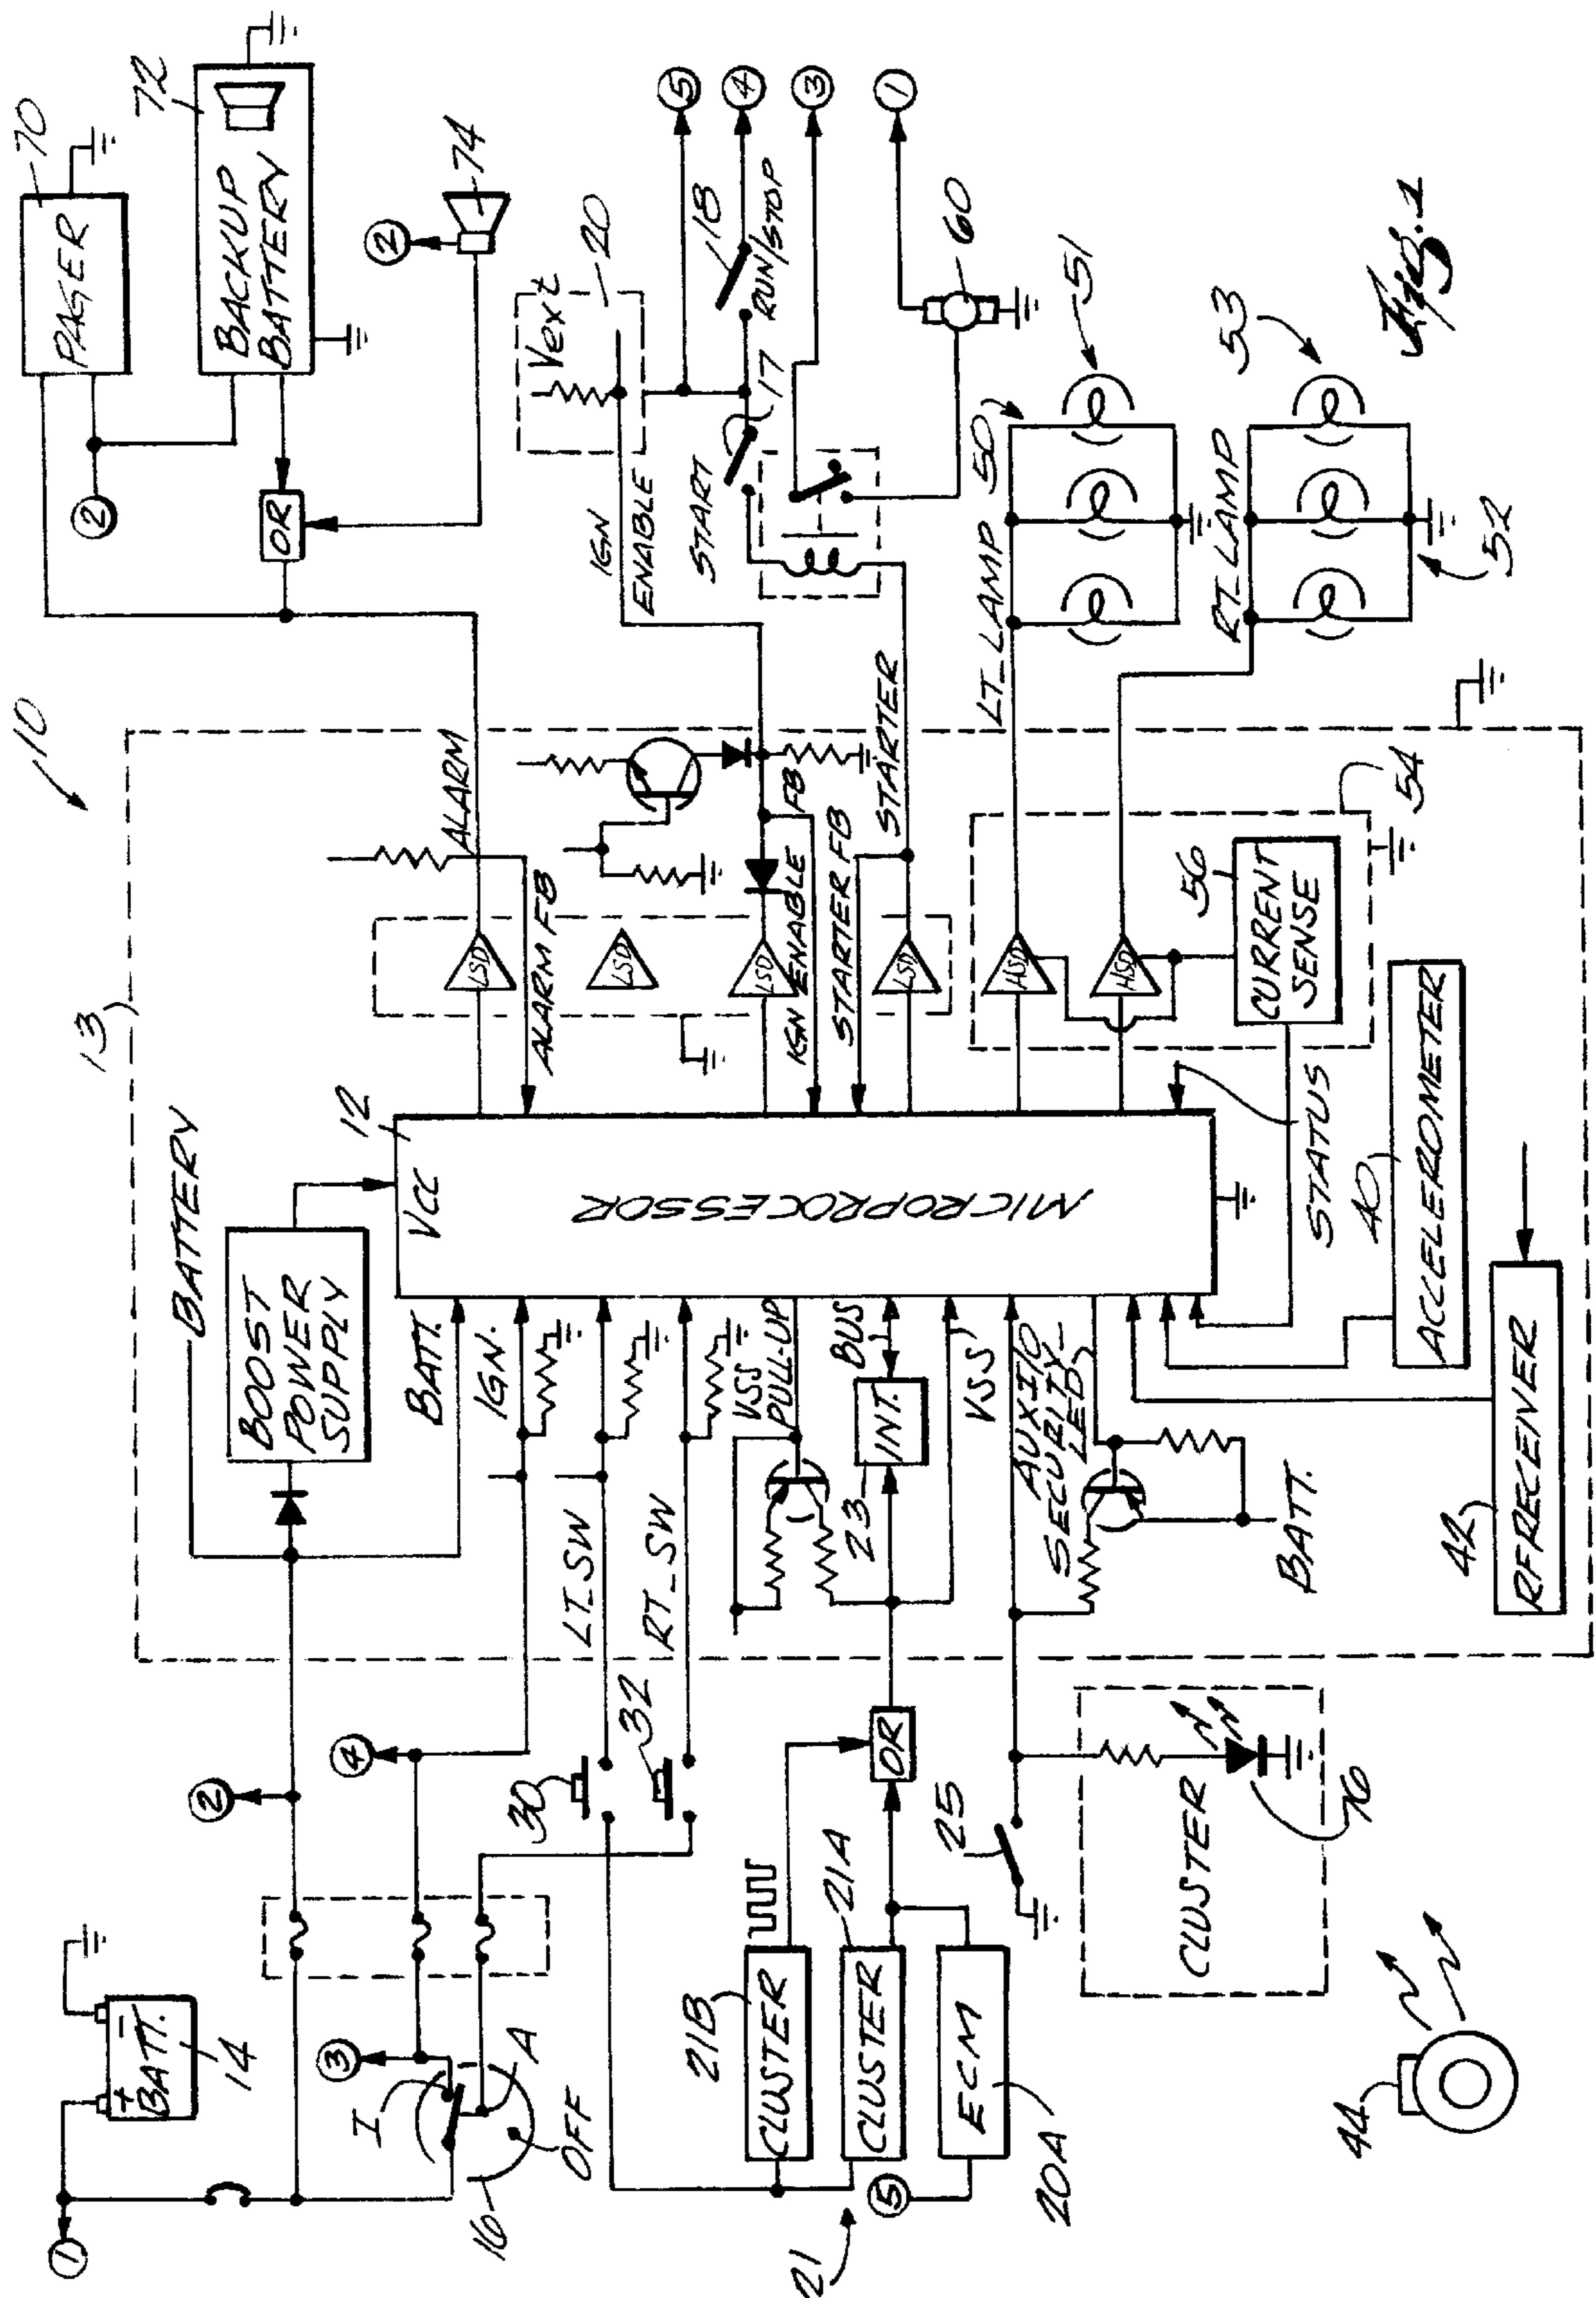 10
13
BATTERY
BOOST
POWER
SUPPLY
VCC
12
MICROPROCESSOR
BATT.
IGN.
LT_SW
RT_SW
VSS
PULL-UP
BUS
INT.
23
VSS
AUXI/O
SECURITY_
LED
BATT.
RF RECEIVER
42
ACCELEROMETER
40
STATUS
CURRENT
SENSE
56
54
LSD
LSD
LSD
LSD
HSD
HSD
ALARM
ALARM FB
IGN ENABLE FB
STARTER FB
STARTER
LT_LAMP
RT_LAMP
50
51
52
53
1
BATT.
+
-
14
2
3
4
I
A
OFF
16
30
32
21B
CLUSTER
21A
CLUSTER
ECM
20A
5
21
OR
25
CLUSTER
76
44
PAGER
70
BACKUP
BATTERY
72
2
OR
2
74
IGN
ENABLE
Vext
20
START
17
18
RUN/STOP
5
4
3
1
60
Fig. 1